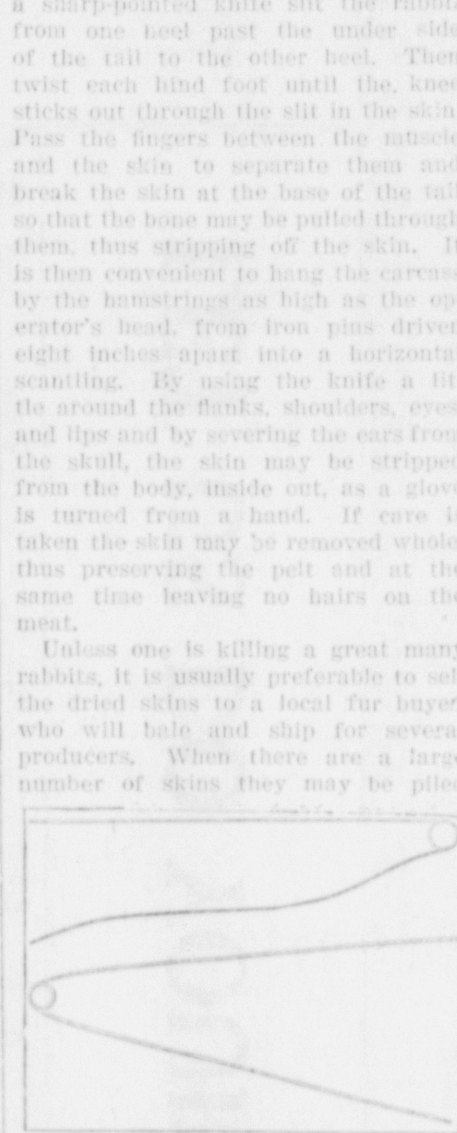 a sharp-pointed knife slit the rabbit
from one heel past the under side
of the tail to the other heel. Then
twist each hind foot until the, knee
sticks out through the slit in the skin.
Pass the fingers between the muscle
and the skin to separate them and
break the skin at the base of the tail
so that the bone may be pulled through
them, thus stripping off the skin. It
is then convenient to hang the carcass
by the hamstrings as high as the op-
erator's head, from iron pins driven
eight inches apart into a horizontal
scantling. By using the knife a lit-
tle around the flanks, shoulders, eyes,
and lips and by severing the ears from
the skull, the skin may be stripped
from the body, inside out, as a glove
is turned from a hand. If care is
taken the skin may be removed whole,
thus preserving the pelt and at the
same time leaving no hairs on the
meat.
Unless one is killing a great many
rabbits, it is usually preferable to sell
the dried skins to a local fur buyer
who will bale and ship for several
producers. When there are a large
number of skins they may be piled